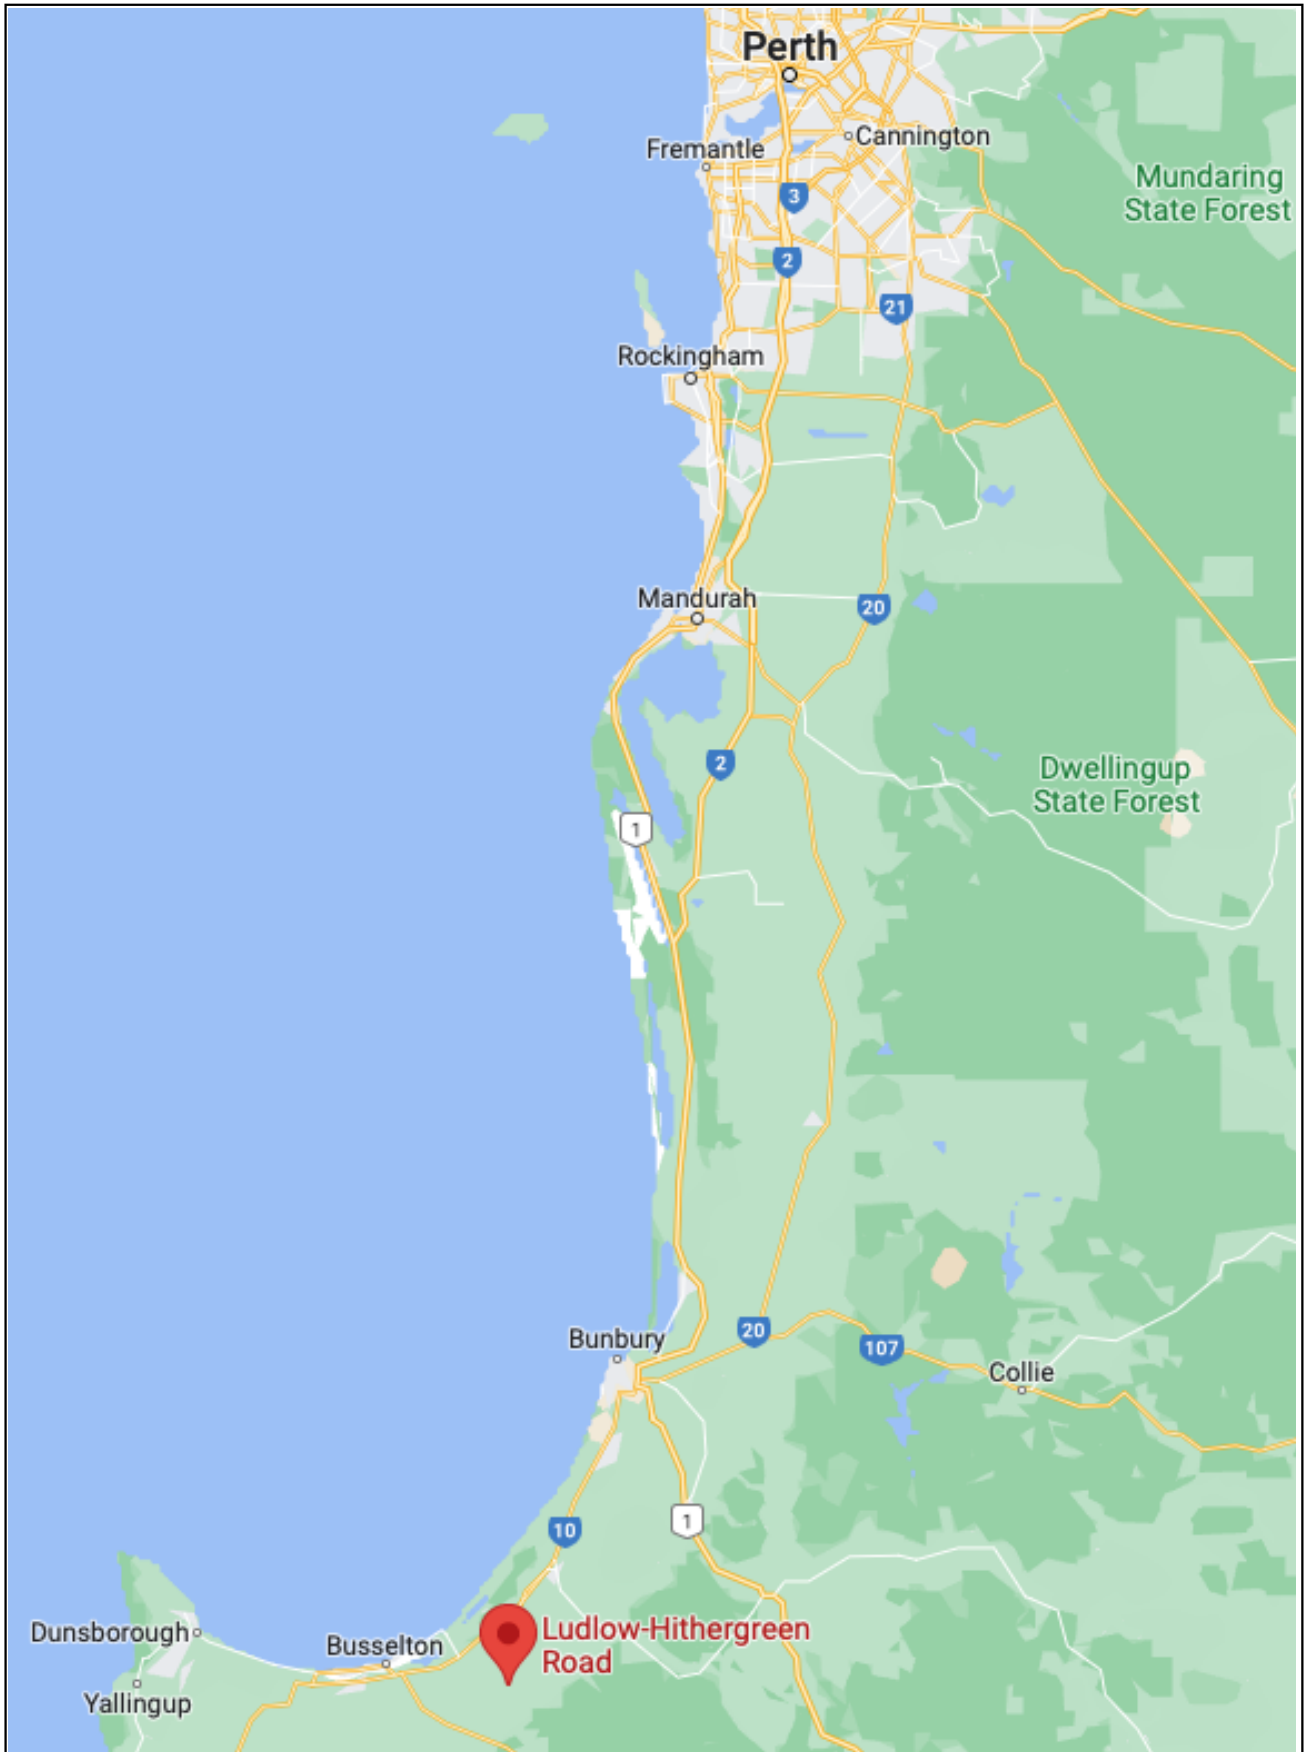 Perth
Cannington
Fremantle
Mundaring
State Forest
3
2
21
Rockingham
Mandurah
20
2
Dwellingup
State Forest
1
20
Bunbury
107
Collie
1
10
Ludlow-Hithergreen
Road
Dunsborough
Busselton
Yallingup